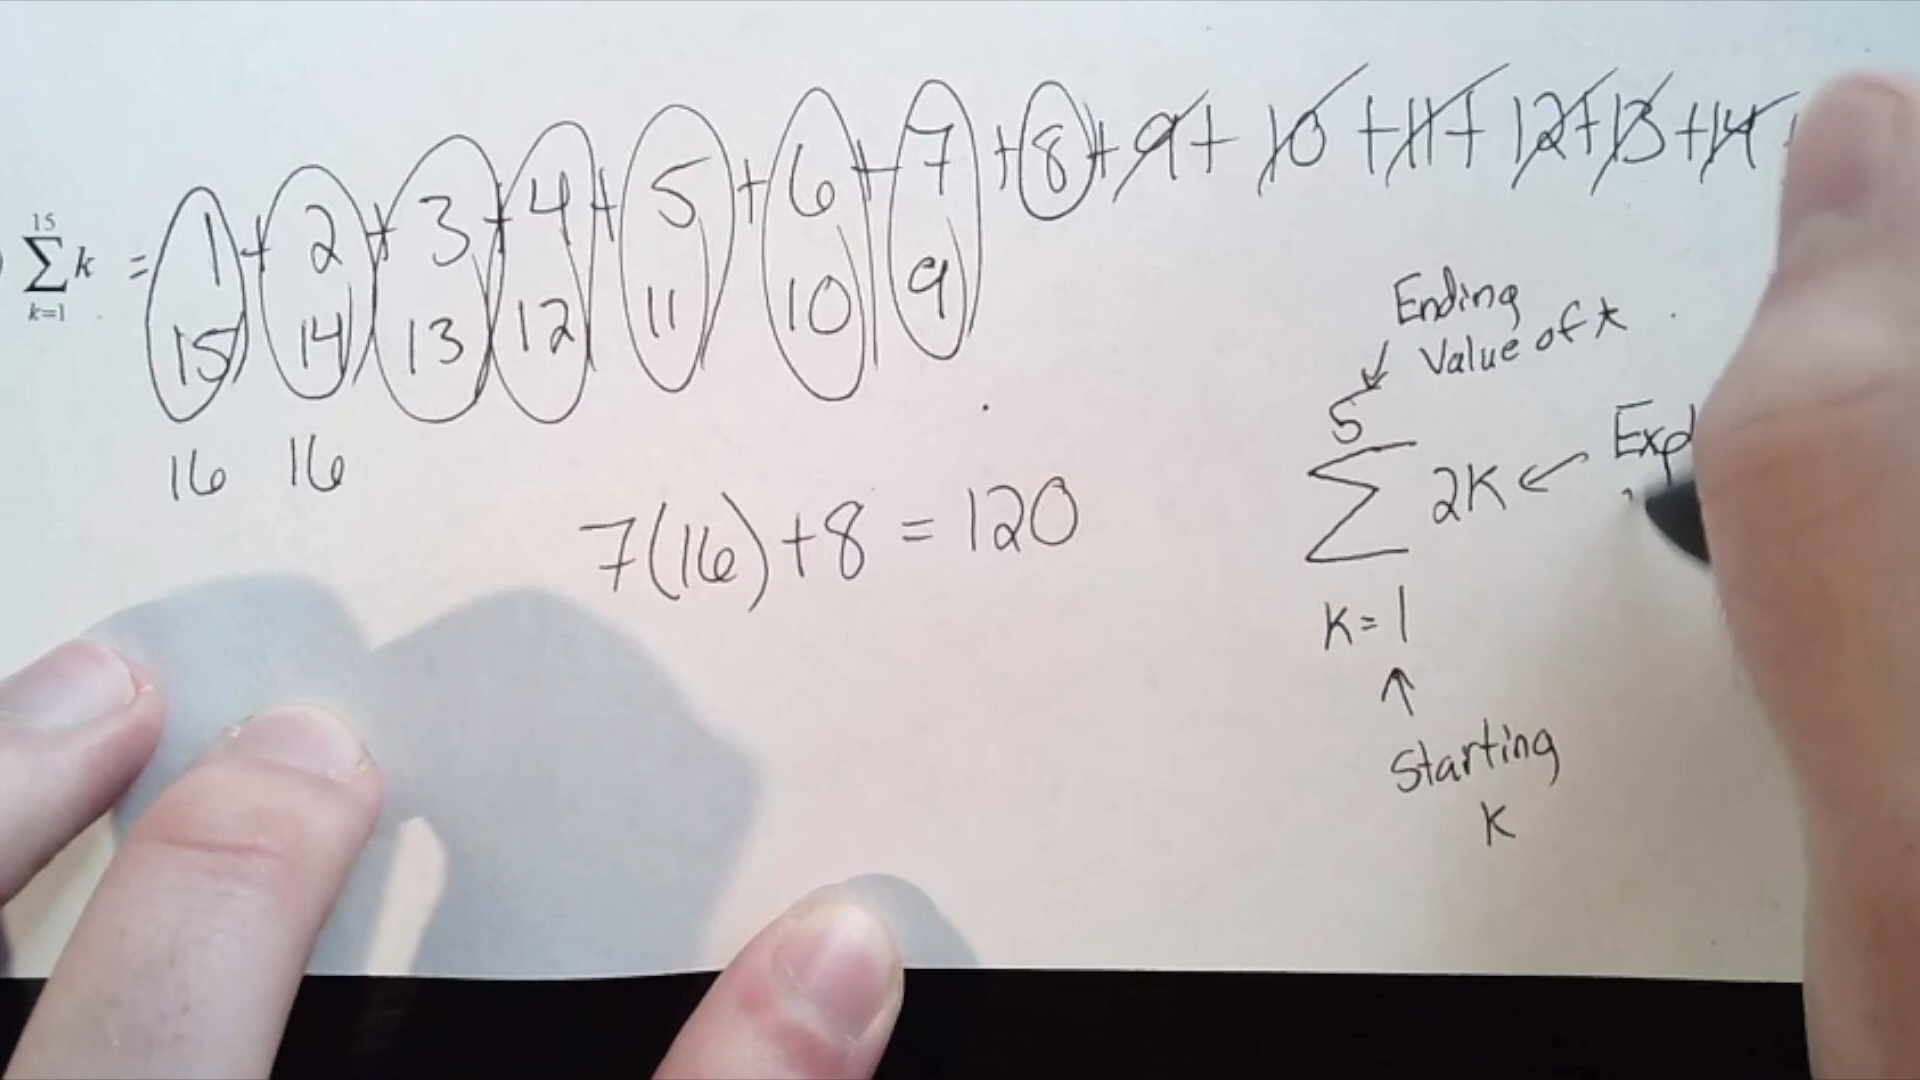 15
∑ k = 1 + 2 + 3 + 4 + 5 + 6 + 7 + 8 + 9 + 10 + 11 + 12 + 13 + 14
k=1
15 14 13 12 11 10 9
16 16
7(16)+8 = 120
Ending
Value of k
5
∑ 2K ←
K = 1
Starting
K